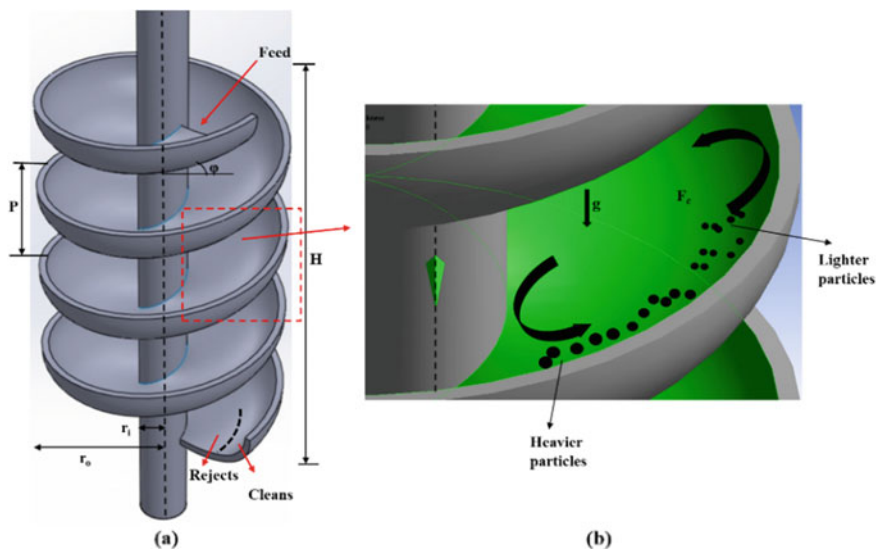 Feed
φ
P
H
rᵢ
rₒ
Rejects
Cleans
(a)
g
F꜀
Lighter
particles
Heavier
particles
(b)